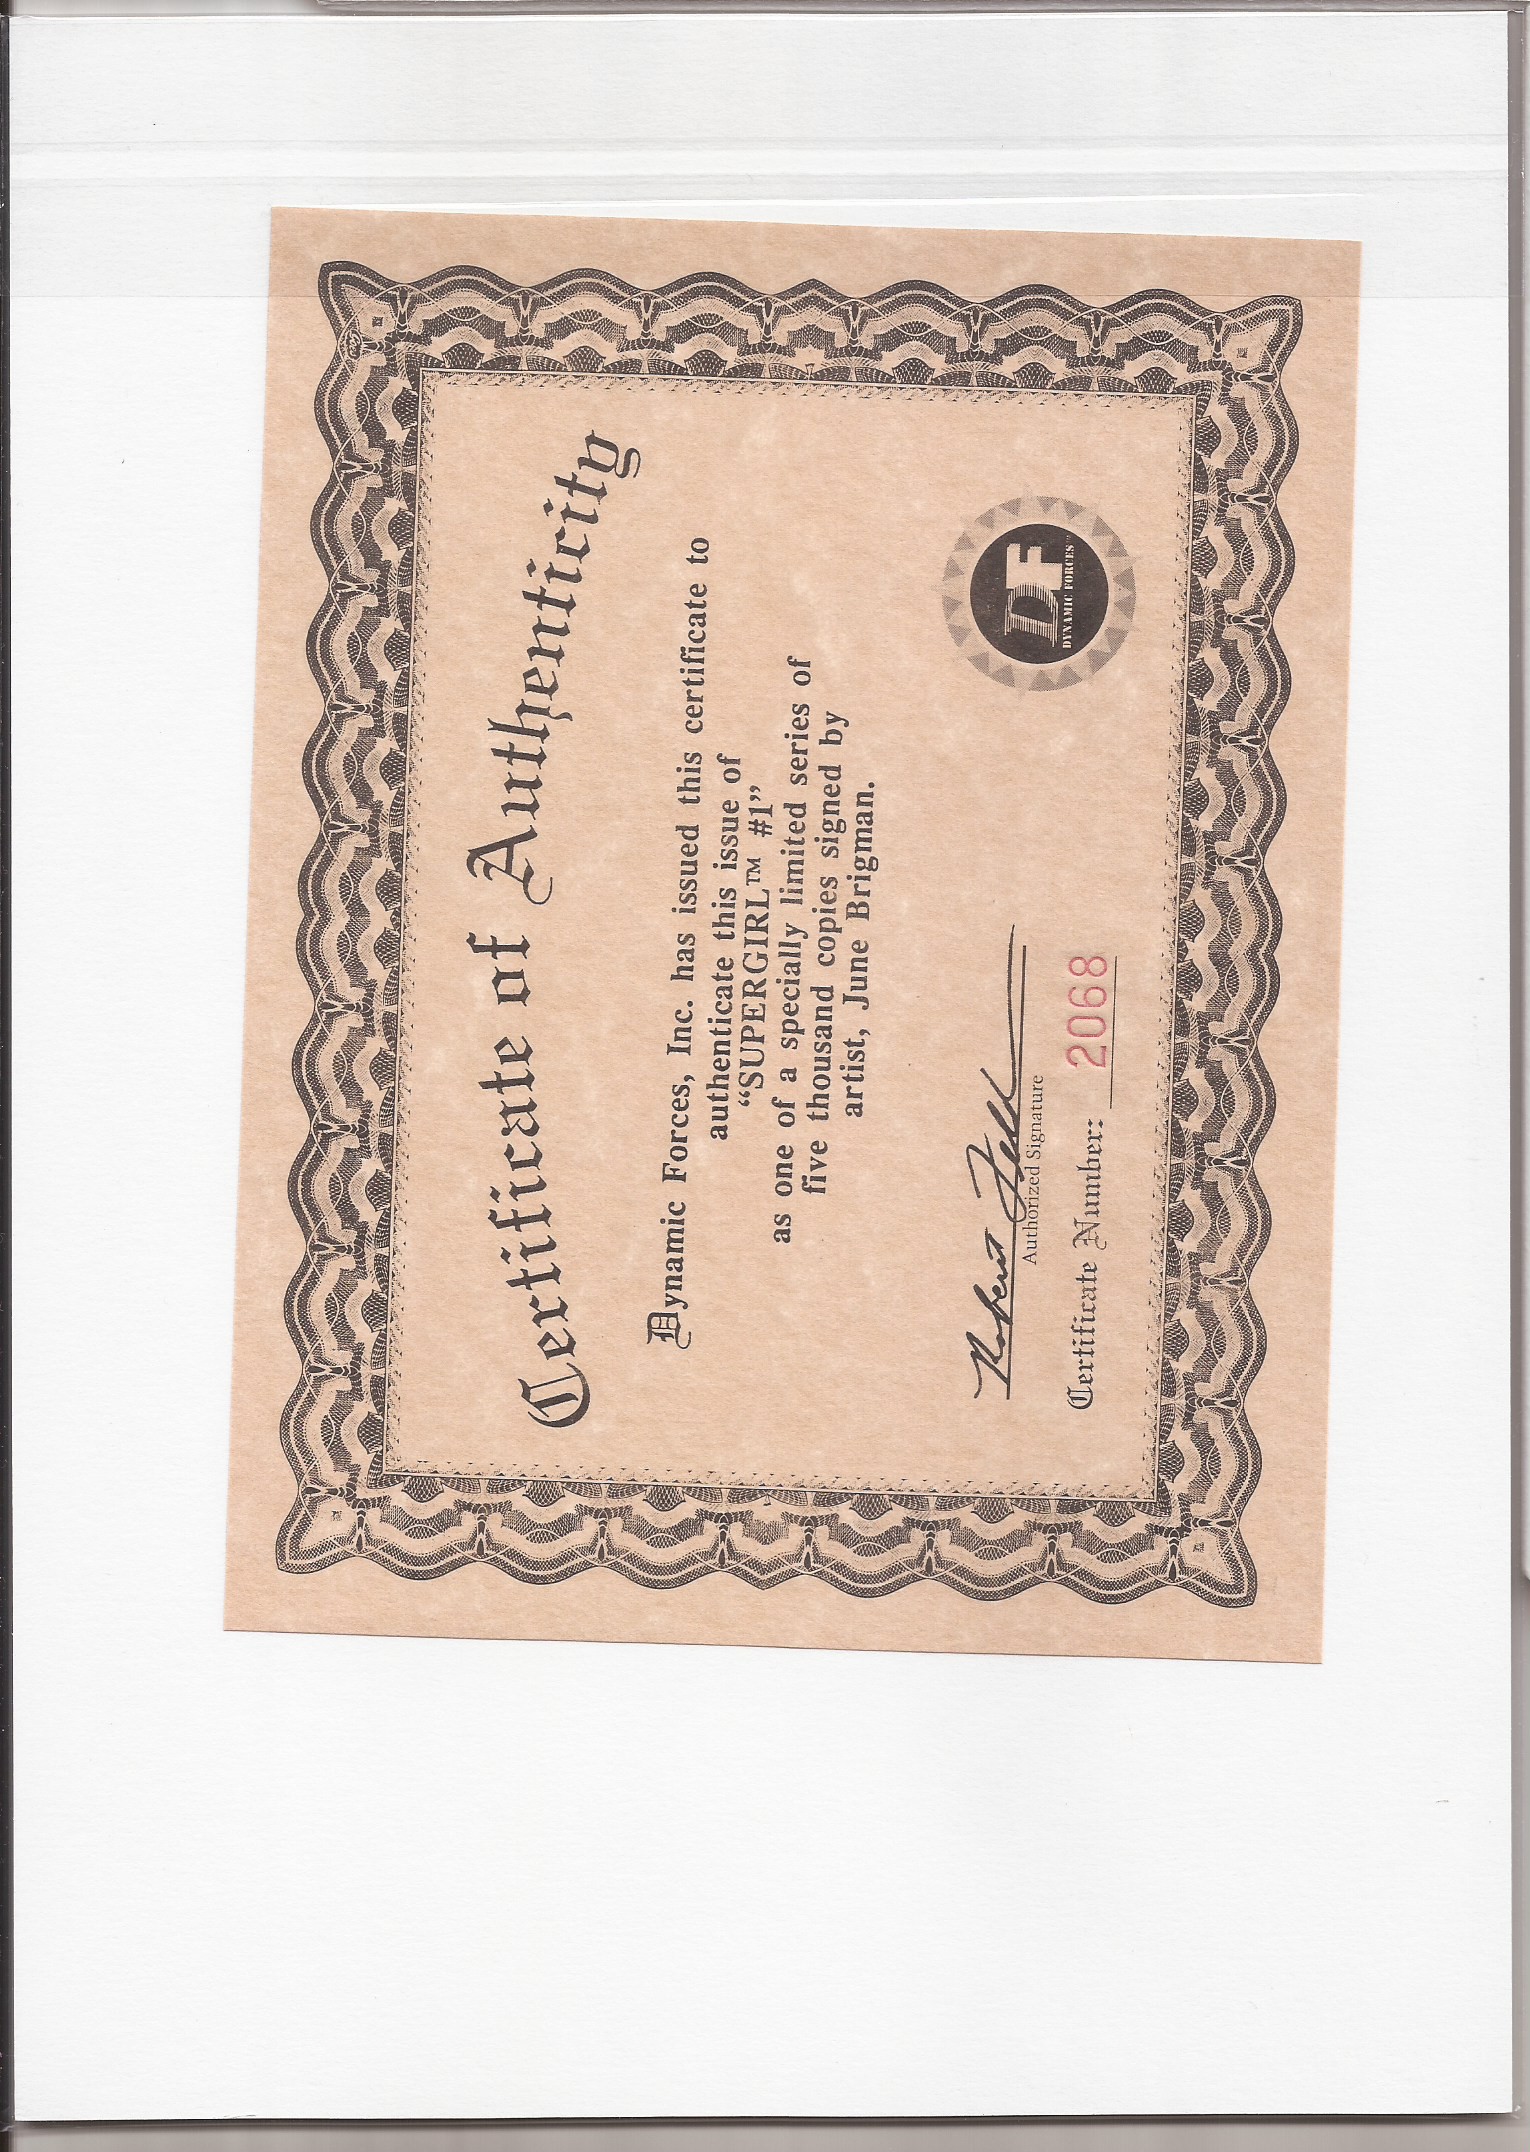 Certificate of Authenticity
Dynamic Forces, Inc. has issued this certificate to
authenticate this issue of
“SUPERGIRL™ #1”
as one of a specially limited series of
five thousand copies signed by
artist, June Brigman.
Robert
Authorized Signature
Certificate Number: 2068
DF
DYNAMIC FORCES™